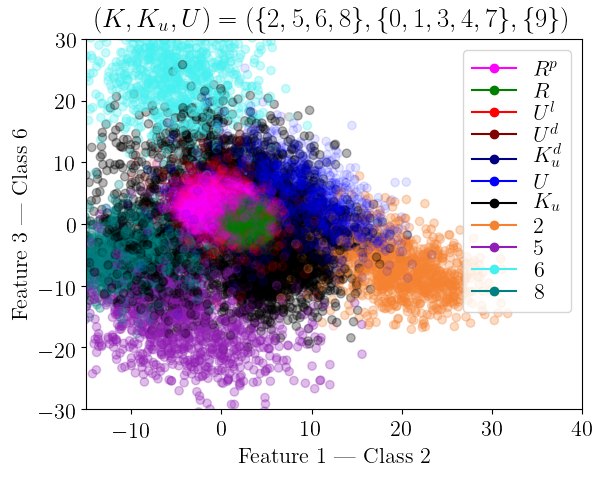 (K, K_u, U) = ({2, 5, 6, 8}, {0, 1, 3, 4, 7}, {9})
30
20
10
0
−10
−20
−30
Feature 3 — Class 6
−10
0
10
20
30
40
Feature 1 — Class 2
R^p
R
U^l
U^d
K_u^d
U
K_u
2
5
6
8